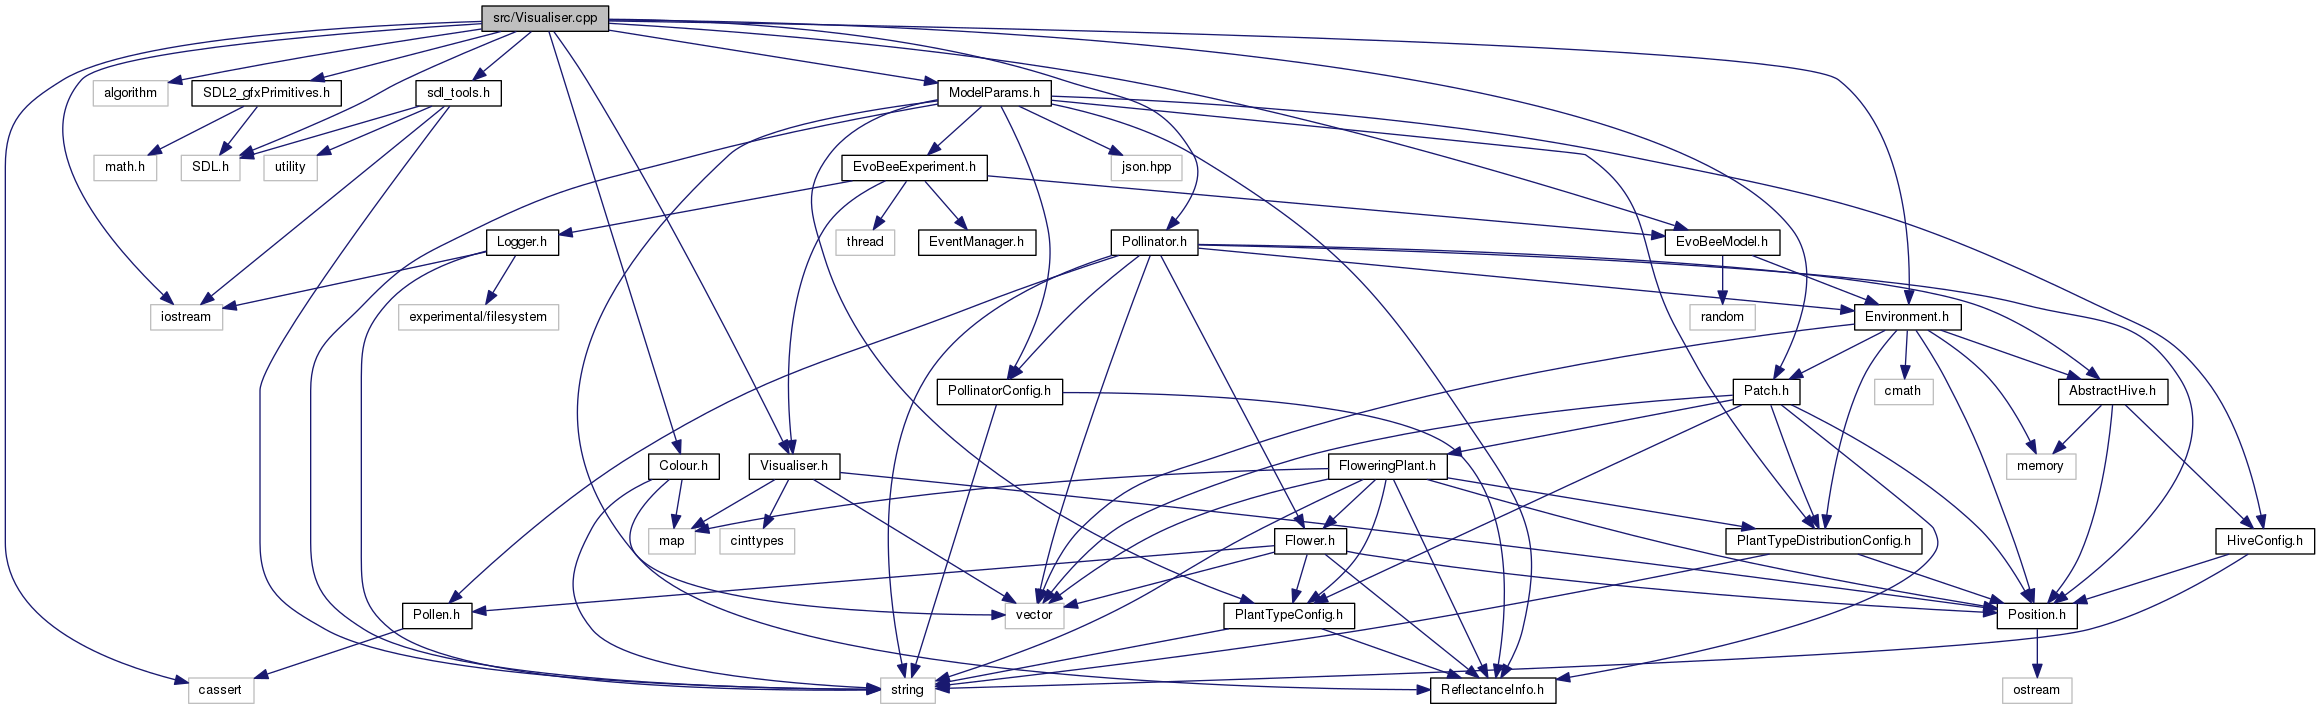 src/Visualiser.cpp
algorithm
SDL2_gfxPrimitives.h
sdl_tools.h
ModelParams.h
math.h
SDL.h
utility
EvoBeeExperiment.h
json.hpp
Logger.h
thread
EventManager.h
Pollinator.h
EvoBeeModel.h
iostream
experimental/filesystem
random
Environment.h
PollinatorConfig.h
Patch.h
cmath
AbstractHive.h
Colour.h
Visualiser.h
FloweringPlant.h
memory
map
cinttypes
Flower.h
PlantTypeDistributionConfig.h
HiveConfig.h
Pollen.h
vector
PlantTypeConfig.h
Position.h
cassert
string
ReflectanceInfo.h
ostream